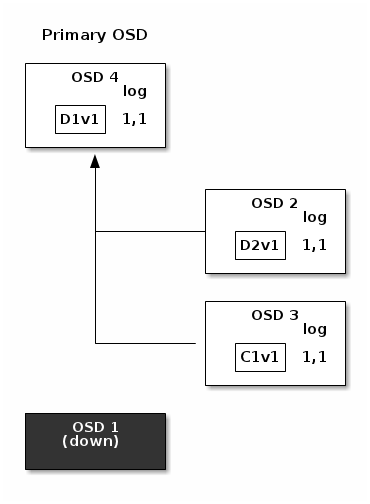 Primary OSD
OSD 4
log
D1v1 1,1
OSD 2
log
D2v1 1,1
OSD 3
log
C1v1 1,1
OSD 1
(down)